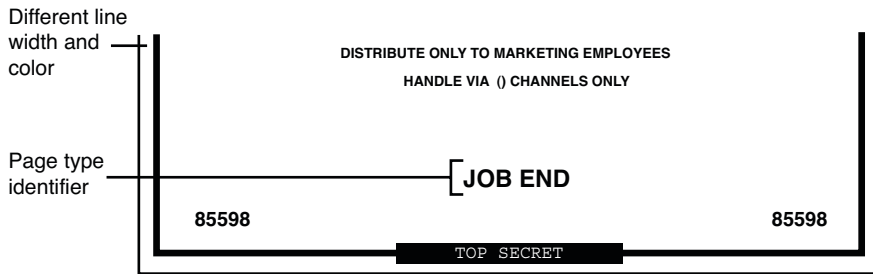 Different line
width and
color
DISTRIBUTE ONLY TO MARKETING EMPLOYEES
HANDLE VIA () CHANNELS ONLY
Page type
identifier
JOB END
85598 85598
TOP SECRET